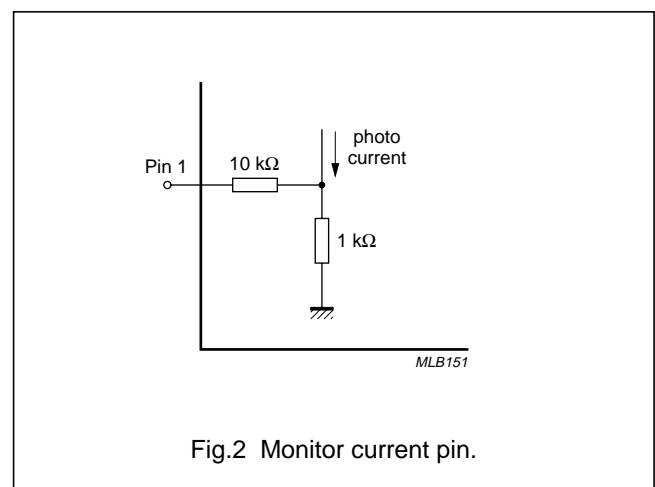 photo
current
Pin 1
10 kΩ
1 kΩ
MLB151
Fig.2 Monitor current pin.